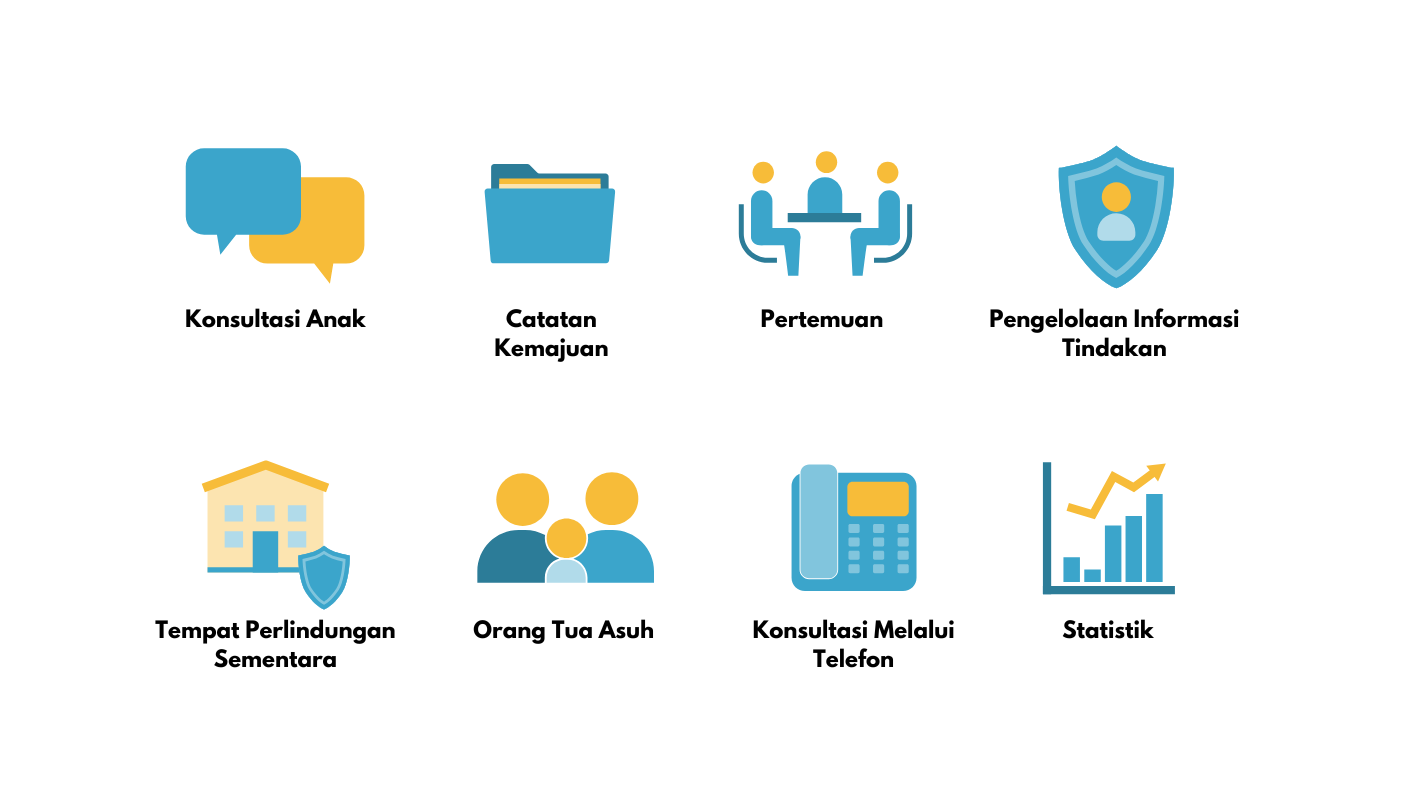 Konsultasi Anak
Catatan
Kemajuan
Pertemuan
Pengelolaan Informasi
Tindakan
Tempat Perlindungan
Sementara
Orang Tua Asuh
Konsultasi Melalui
Telefon
Statistik